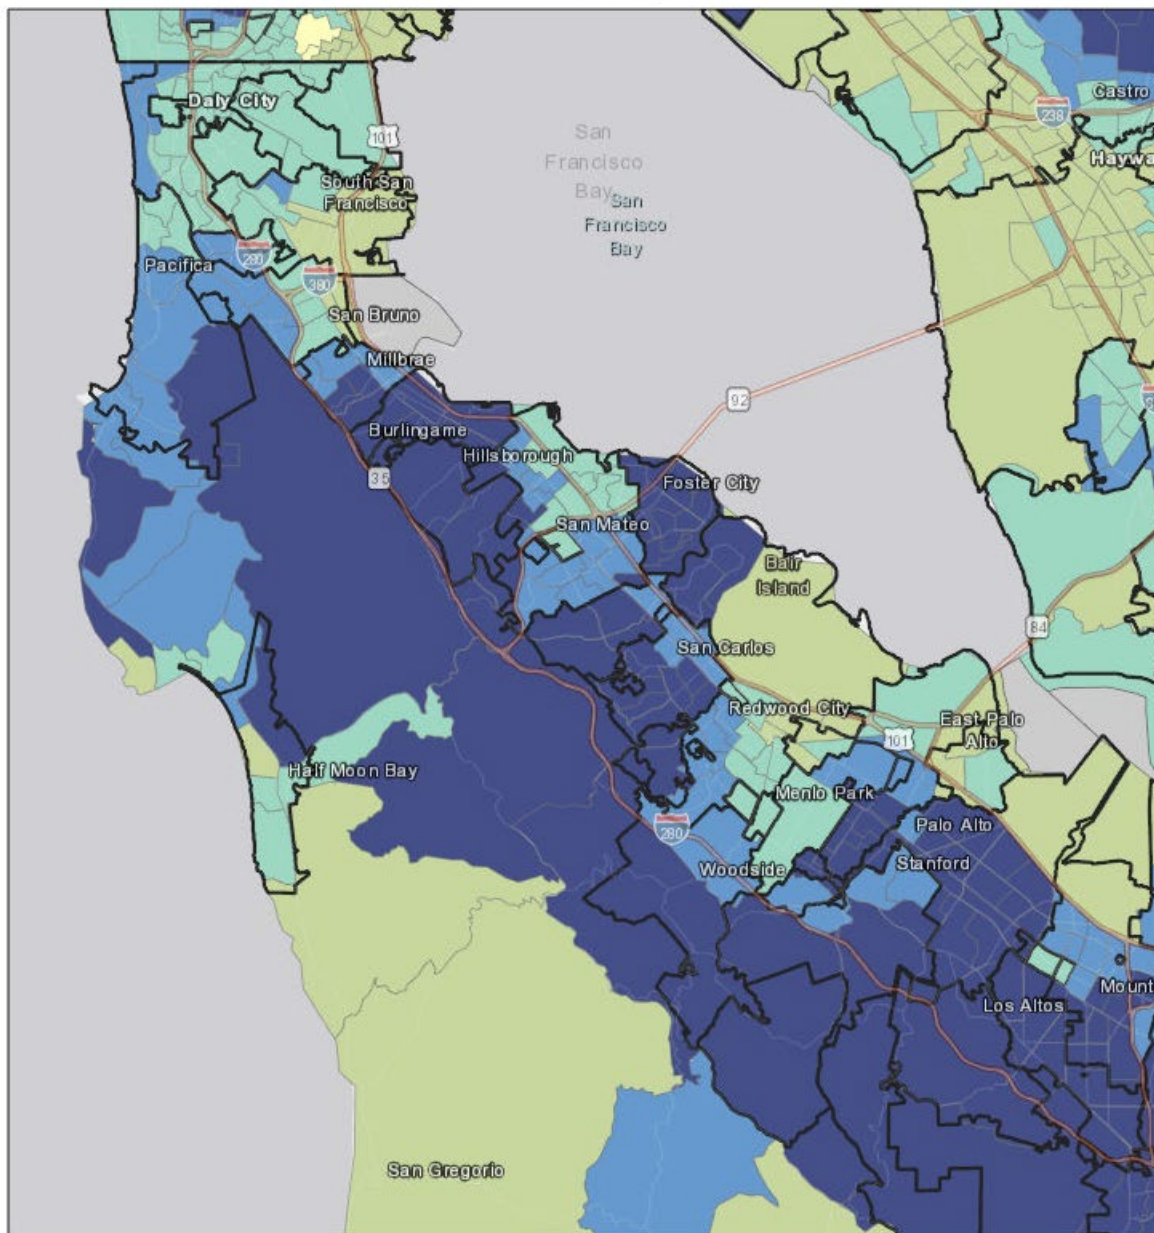 238
Castro
Daly City
101
San
Francisco
Bay
Haywa
South San
Francisco
San
Francisco
Bay
280
Pacifica
380
San Bruno
Millbrae
92
Burlingame
Hillsborough
35
Foster City
San Mateo
Bair
Island
84
San Carlos
Redwood City
East Palo
Alto
101
Half Moon Bay
Menlo Park
280
Palo Alto
Woodside
Stanford
Mount
Los Altos
San Gregorio